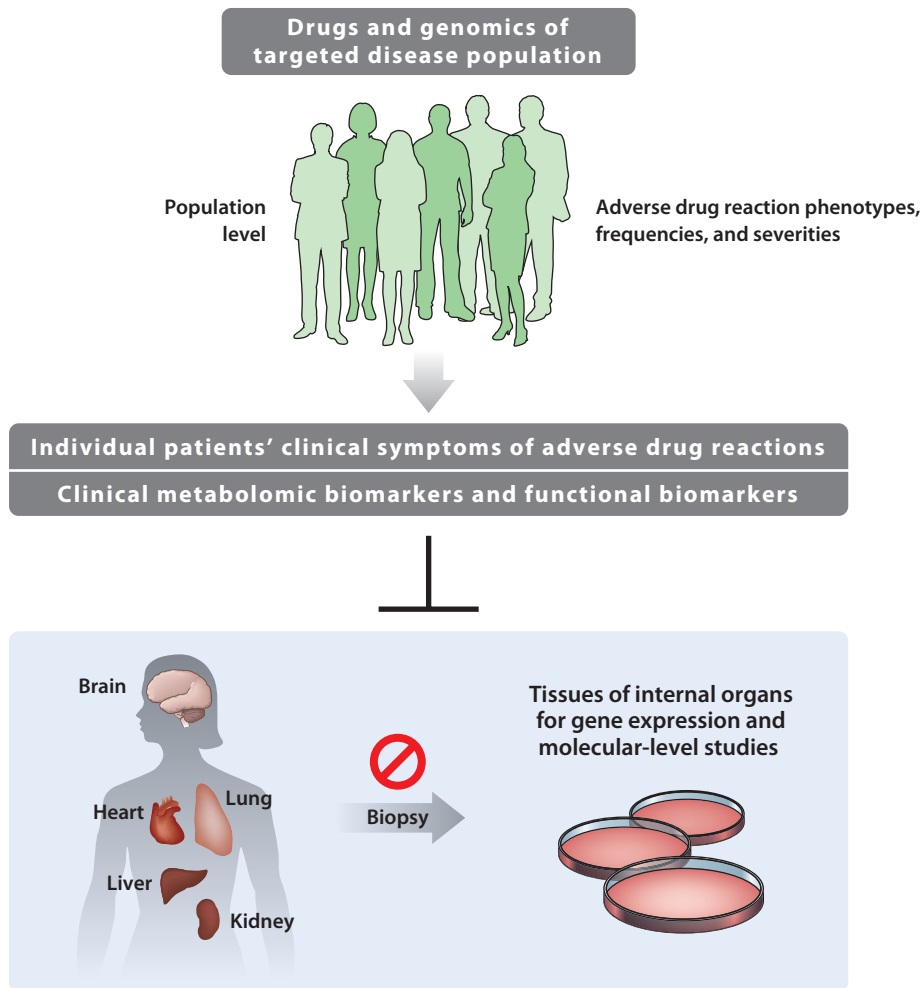 Drugs and genomics of
targeted disease population
Population
level
Adverse drug reaction phenotypes,
frequencies, and severities
Individual patients’ clinical symptoms of adverse drug reactions
Clinical metabolomic biomarkers and functional biomarkers
Brain
Heart
Lung
Liver
Kidney
Biopsy
Tissues of internal organs
for gene expression and
molecular-level studies